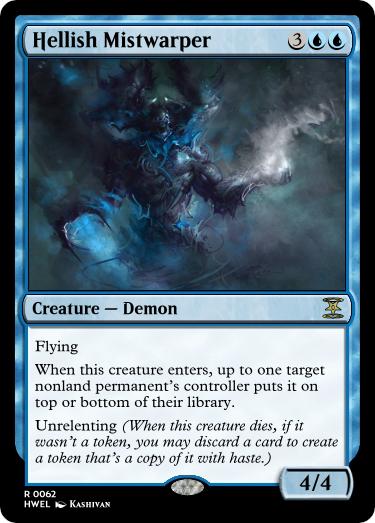 Hellish Mistwarper 3
Creature — Demon
Flying
When this creature enters, up to one target
nonland permanent's controller puts it on
top or bottom of their library.
Unrelenting (When this creature dies, if it
wasn't a token, you may discard a card to create
a token that's a copy of it with haste.)
4/4
R 0062
HWEL Kashivan